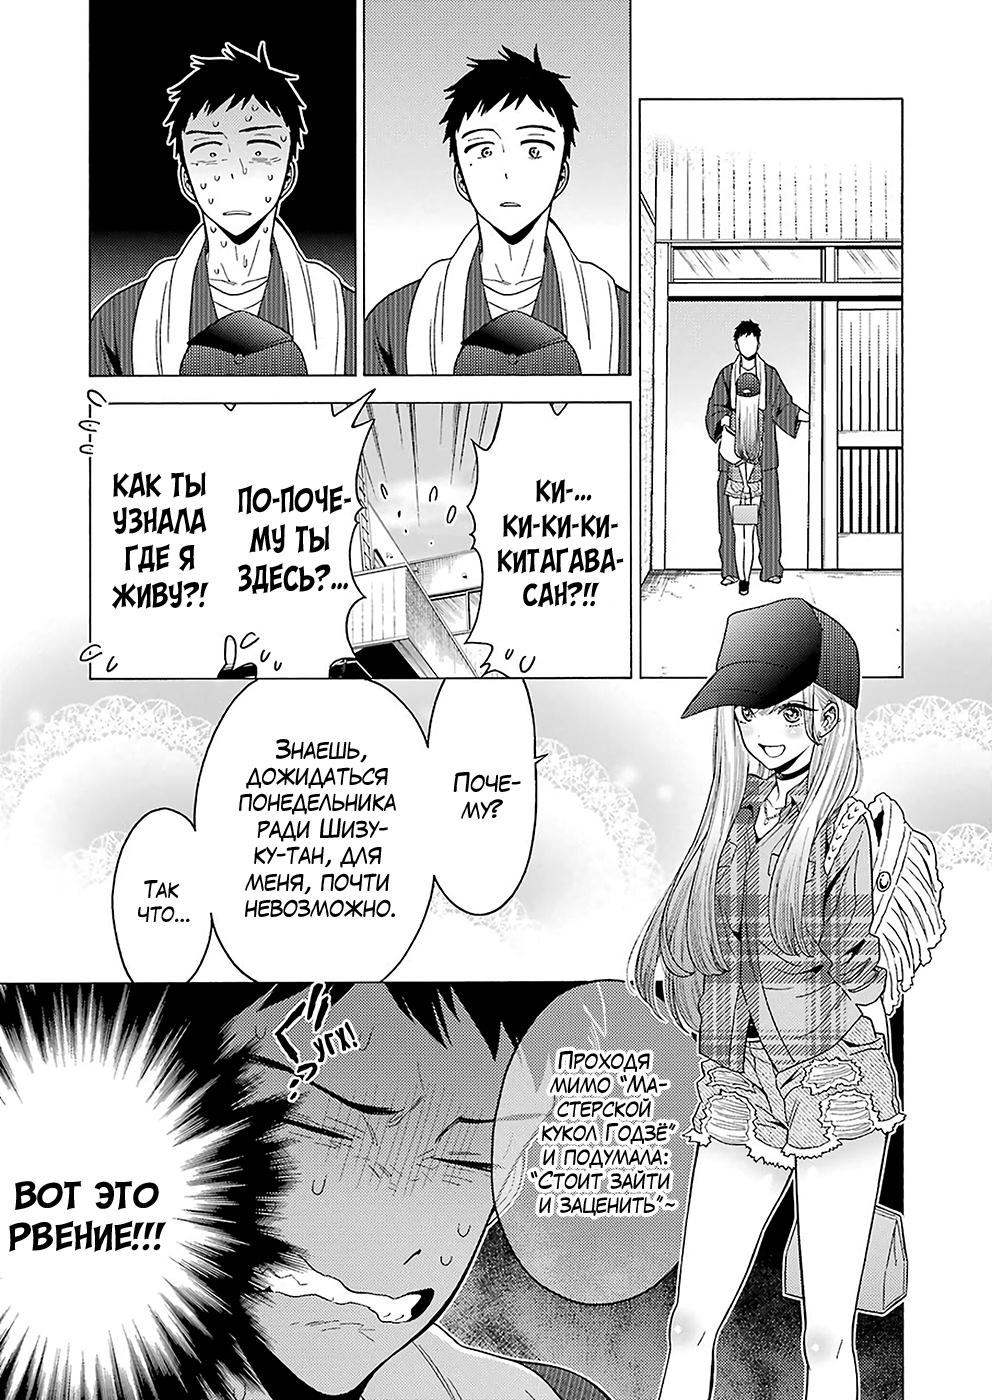 КИ-...
КИ-КИ-КИ-
КИТАГАВА-
САН?!!
ПО-ПОЧЕ-
МУ ТЫ
ЗДЕСЬ?...
КАК ТЫ
УЗНАЛА
ГДЕ Я
ЖИВУ?!
ПОЧЕ-
МУ?
ЗНАЕШЬ,
ДОЖИДАТЬСЯ
ПОНЕДЕЛЬНИКА
РАДИ ШИЗУ-
КУ-ТАН, ДЛЯ
МЕНЯ, ПОЧТИ
НЕВОЗМОЖНО.
ТАК
ЧТО...
ПРОХОДЯ
МИМО "МА-
СТЕРСКОЙ
КУКОЛ ГОДЗЁ"
И ПОДУМАЛА:
"СТОИТ ЗАЙТИ
И ЗАЦЕНИТЬ"~
УГХ!
ВОТ ЭТО
РВЕНИЕ!!!